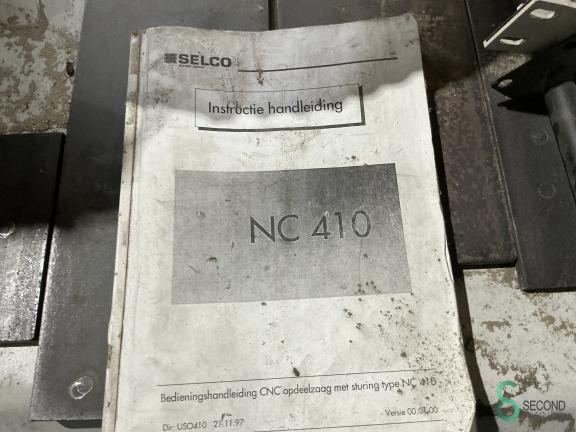 SELCO
Instructie handleiding
NC 410
Bedieningshandleiding CNC opdeelzaag met sturing type NC 410
Dir: USO410 21.11.97
Versie 00.01.00
SECOND